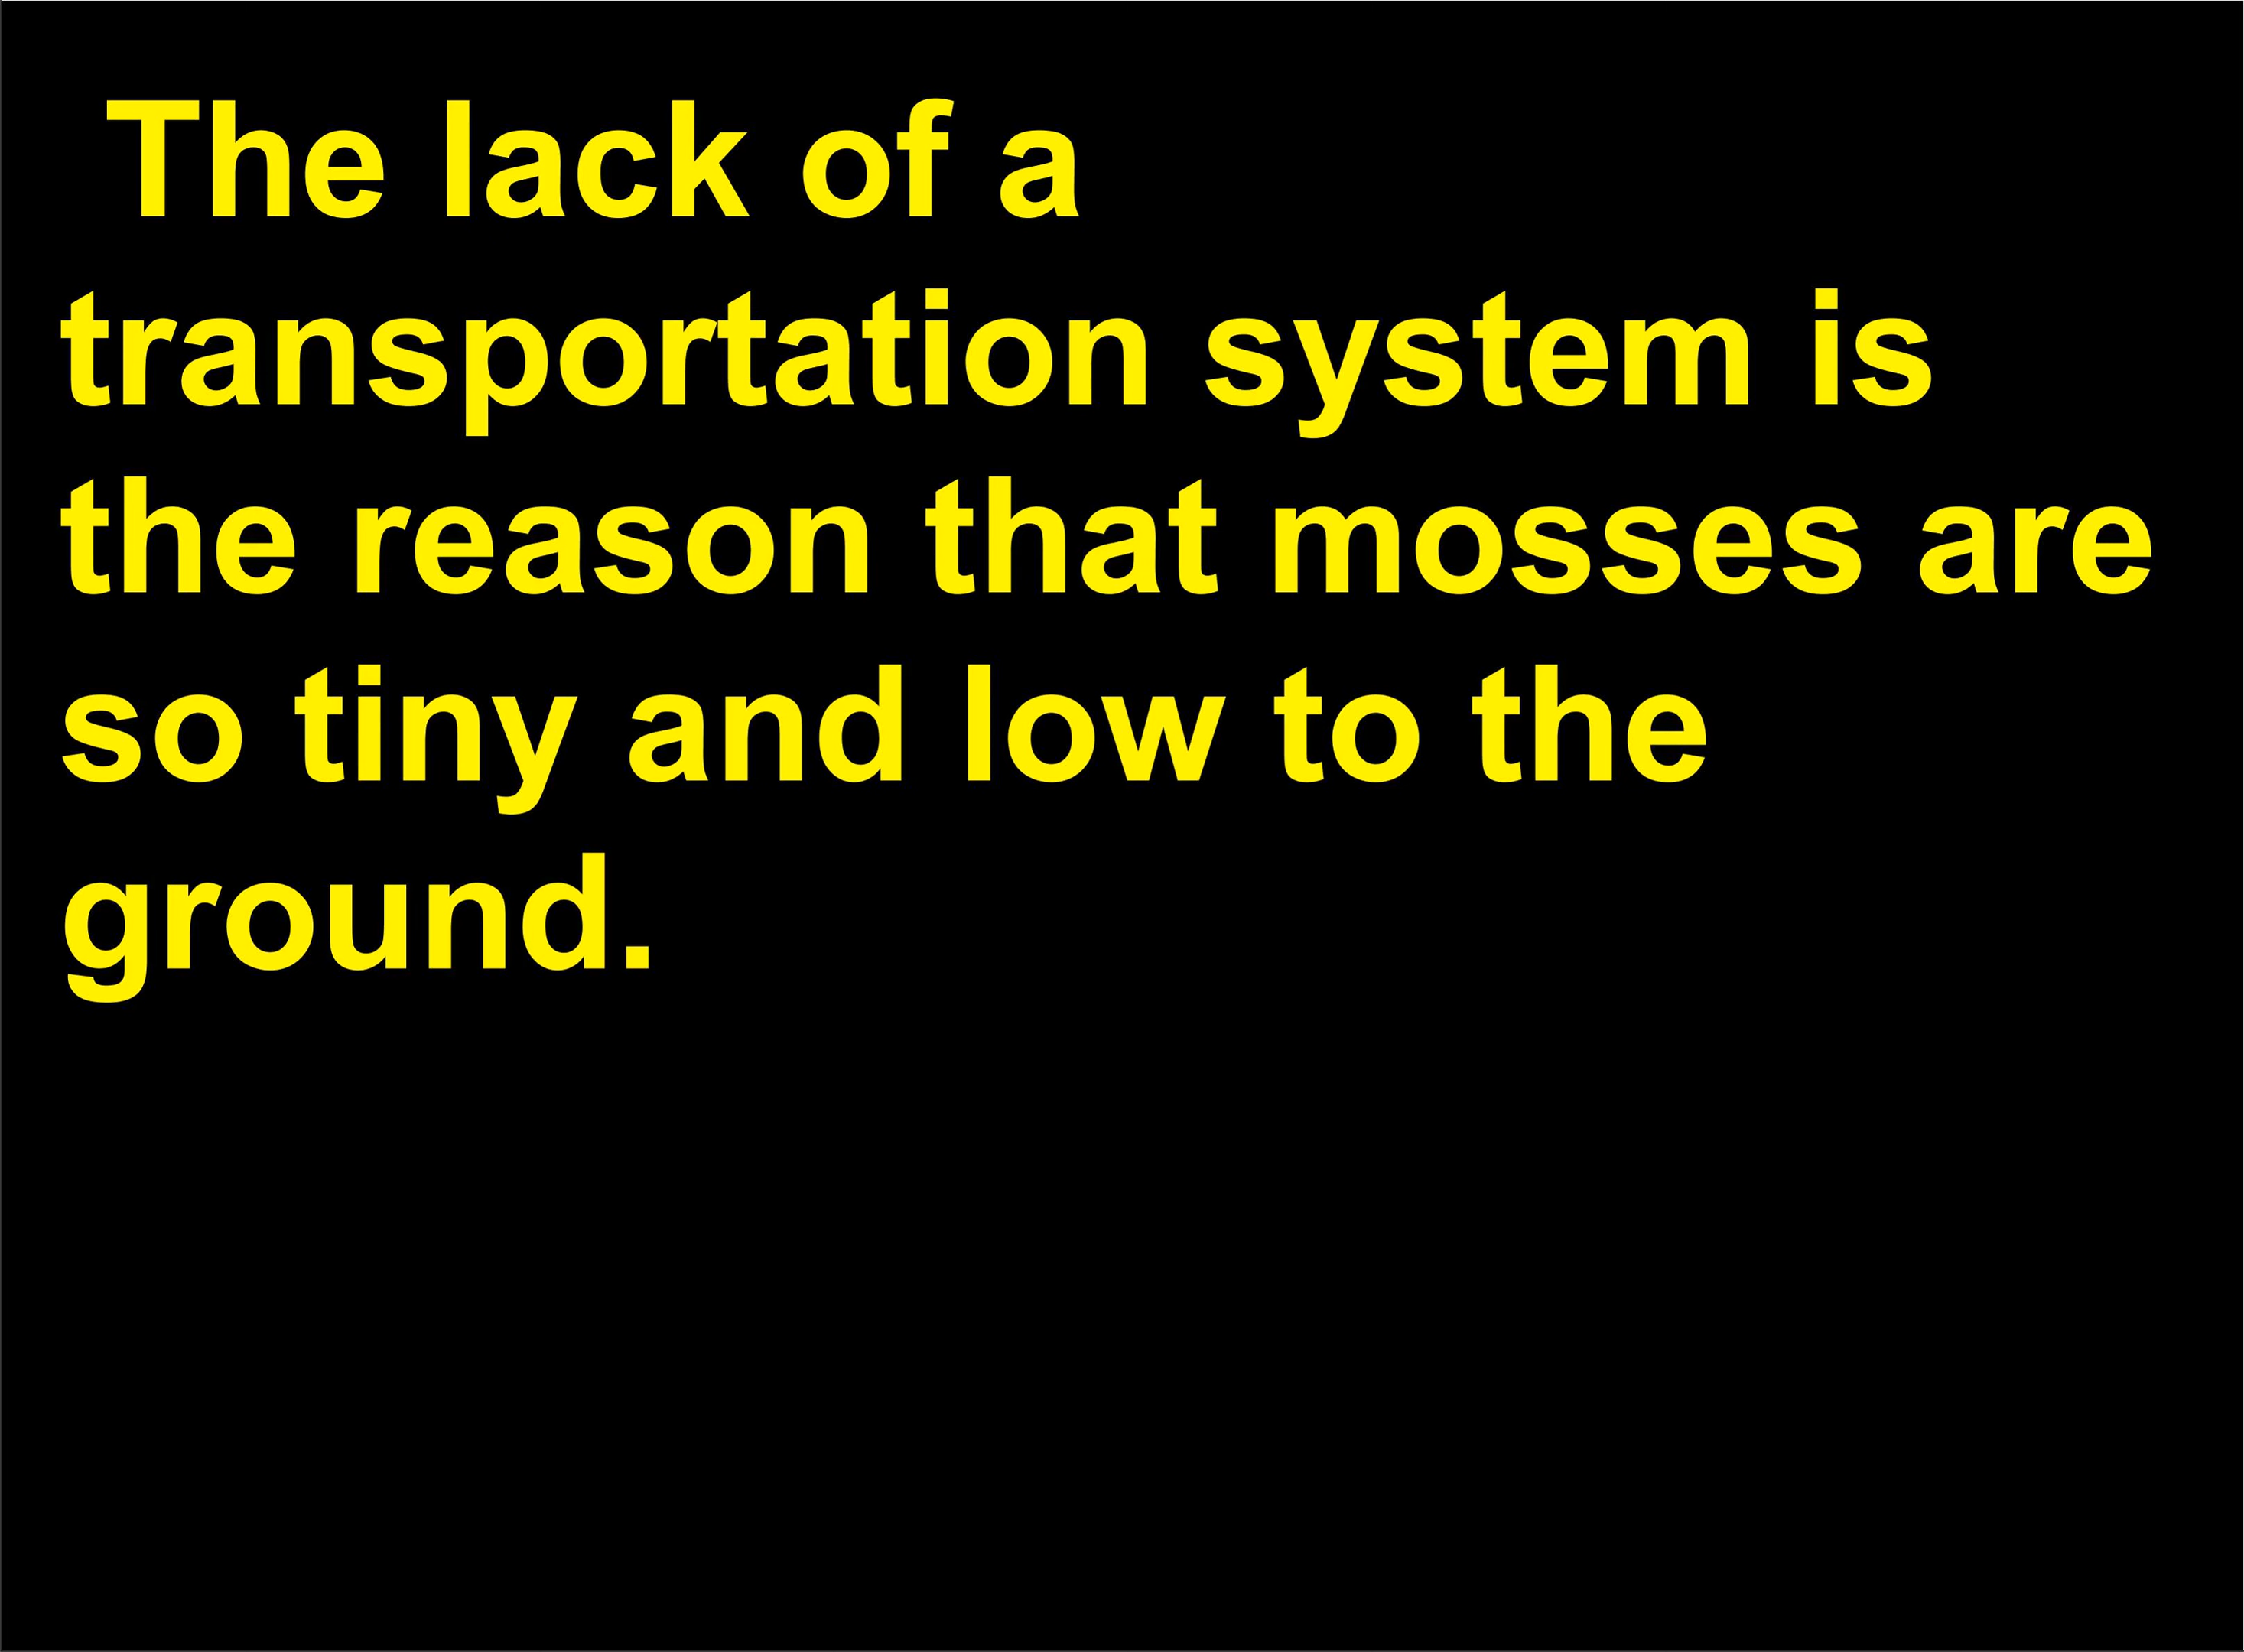 The lack of a
transportation system is
the reason that mosses are
so tiny and low to the
ground.